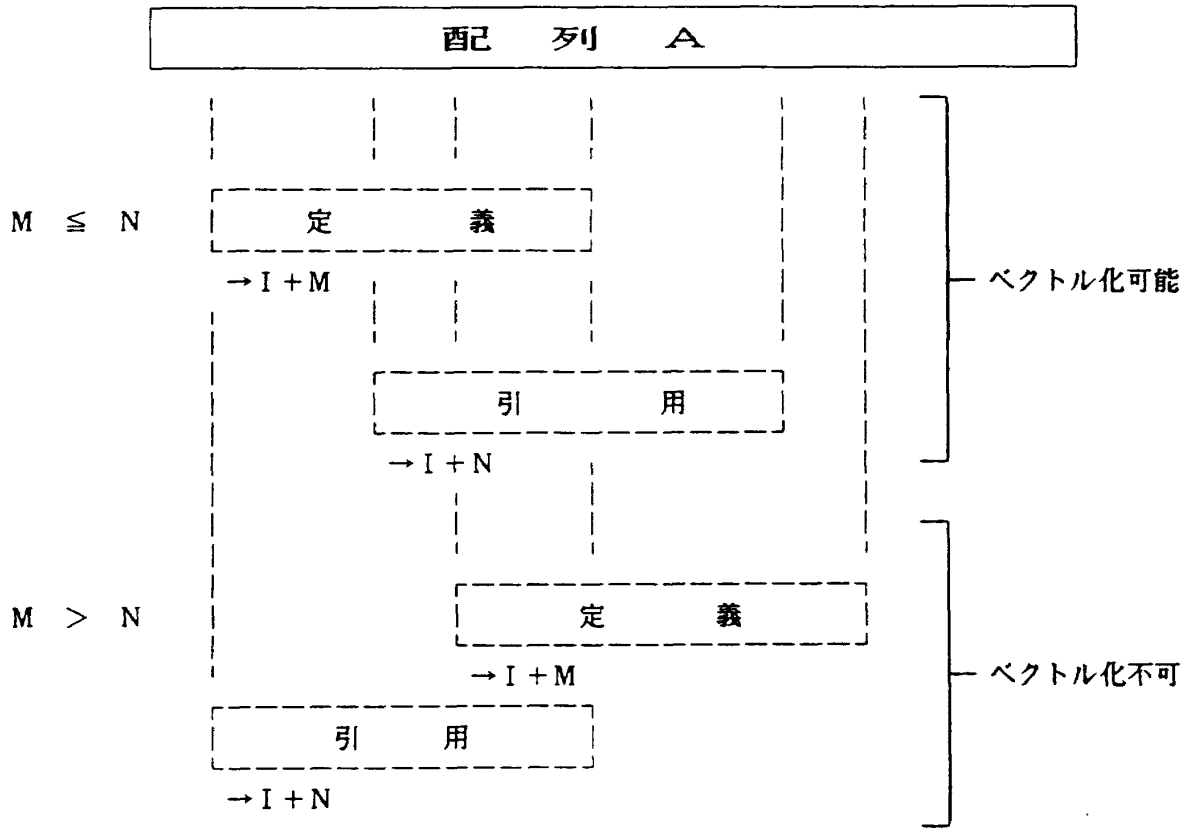 配 列 A
M ≦ N
定 義
→ I + M
ベクトル化可能
引 用
→ I + N
M > N
定 義
→ I + M
ベクトル化不可
引 用
→ I + N